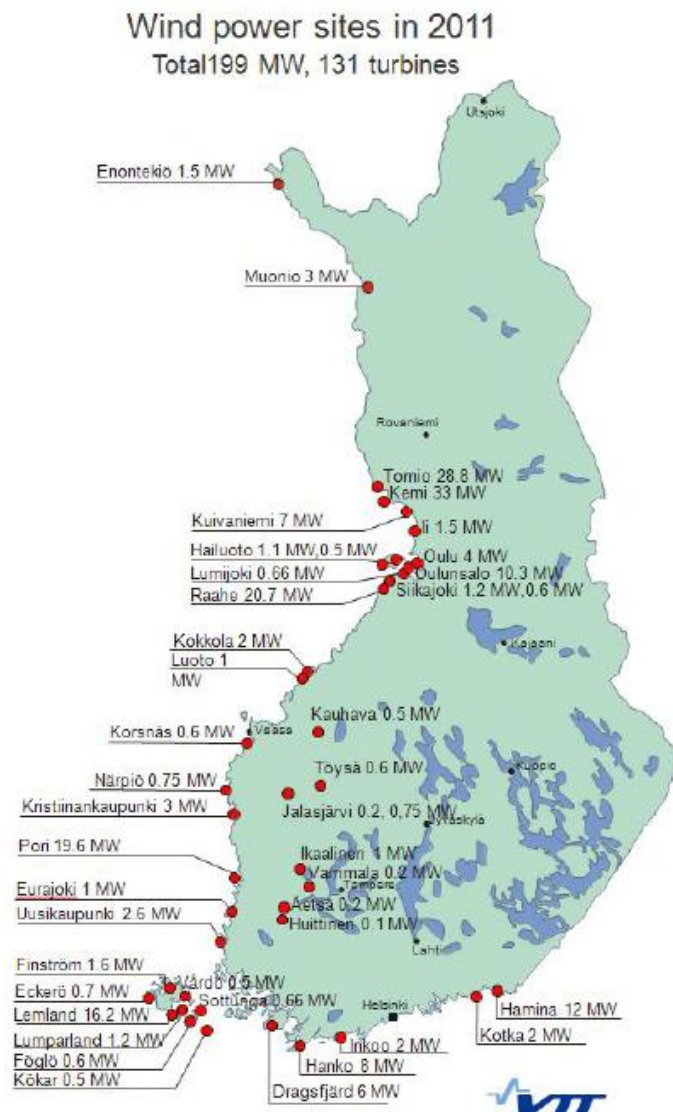 Wind power sites in 2011
Total199 MW, 131 turbines
Utsjoki
Enontekiö 1.5 MW
Muonio 3 MW
Rovaniemi
Tornio 28.8 MW
Kemi 33 MW
Kuivaniemi 7 MW
Ii 1.5 MW
Hailuoto 1.1 MW,0.5 MW
Oulu 4 MW
Lumijoki 0.66 MW
Oulunsalo 10.3 MW
Raahe 20.7 MW
Siikajoki 1.2 MW,0.6 MW
Kokkola 2 MW
Kajaani
Luoto 1
MW
Kauhava 0.5 MW
Korsnäs 0.6 MW
Vaasa
Kuopio
Töysä 0.6 MW
Närpiö 0.75 MW
Kristiinankaupunki 3 MW
Jalasjärvi 0.2, 0,75 MW
Jyväskylä
Pori 19.6 MW
Ikaalinen 1 MW
Vammala 0.2 MW
Tampere
Eurajoki 1 MW
Äetsä 0.2 MW
Uusikaupunki 2.6 MW
Huittinen 0.1 MW
Lahti
Finström 1.6 MW
Vårdö 0.5 MW
Eckerö 0.7 MW
Sottunga 0.66 MW
Lemland 16.2 MW
Helsinki
Hamina 12 MW
Lumparland 1.2 MW
Kotka 2 MW
Föglö 0.6 MW
Inkoo 2 MW
Kökar 0.5 MW
Hanko 8 MW
Dragsfjärd 6 MW
VTT